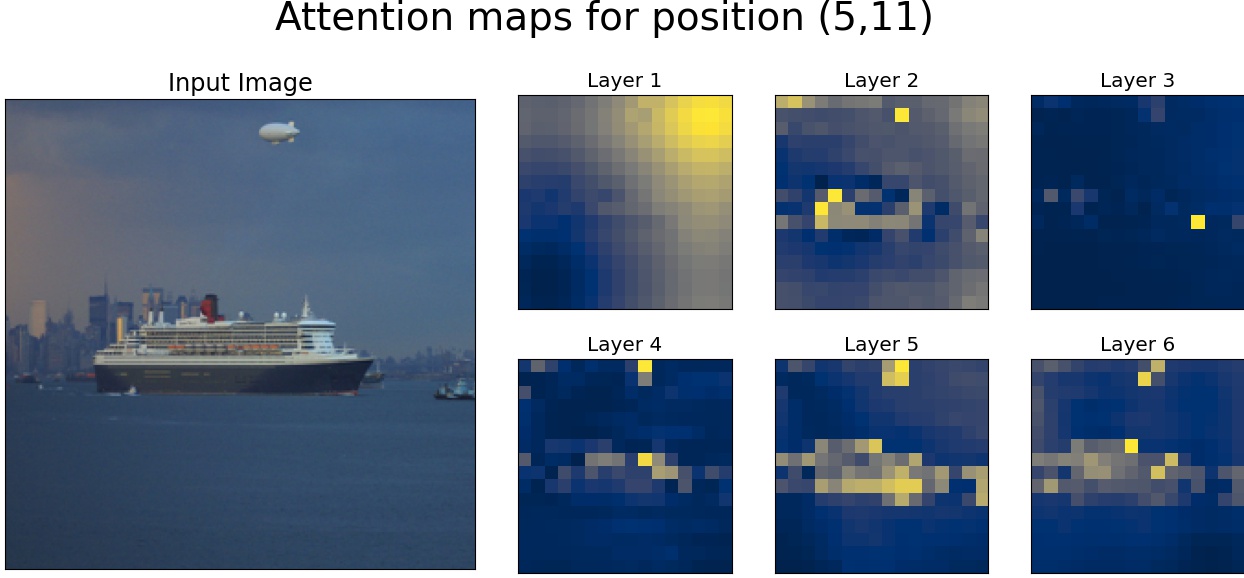 Attention maps for position (5,11)
Input Image
Layer 1
Layer 2
Layer 3
Layer 4
Layer 5
Layer 6